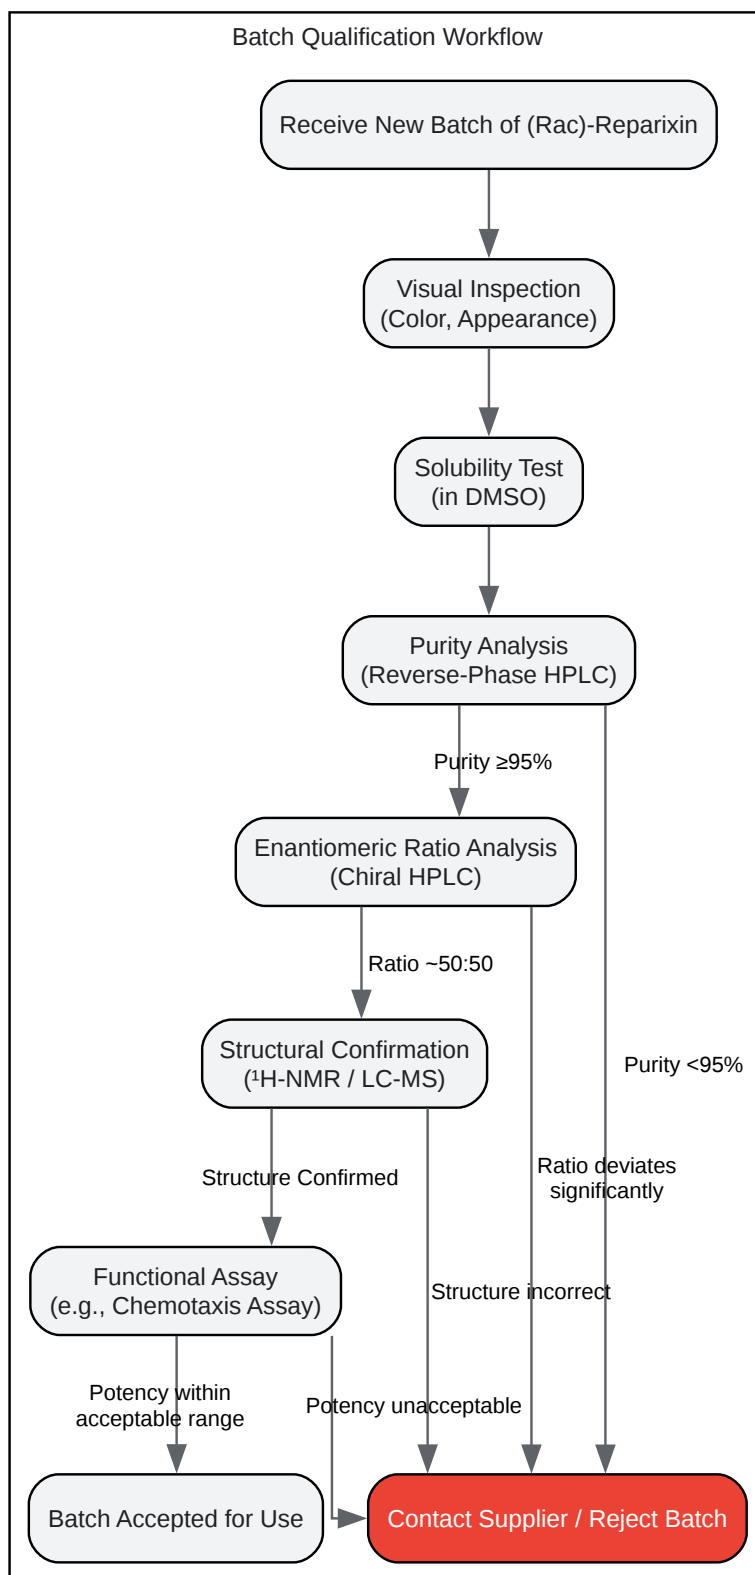 Batch Qualification Workflow
Receive New Batch of (Rac)-Reparixin
Visual Inspection
(Color, Appearance)
Solubility Test
(in DMSO)
Purity Analysis
(Reverse-Phase HPLC)
Purity ≥95%
Enantiomeric Ratio Analysis
(Chiral HPLC)
Ratio ~50:50
Structural Confirmation
(¹H-NMR / LC-MS)
Purity <95%
Structure Confirmed
Ratio deviates
significantly
Functional Assay
(e.g., Chemotaxis Assay)
Structure incorrect
Potency within
acceptable range
Potency unacceptable
Batch Accepted for Use
Contact Supplier / Reject Batch